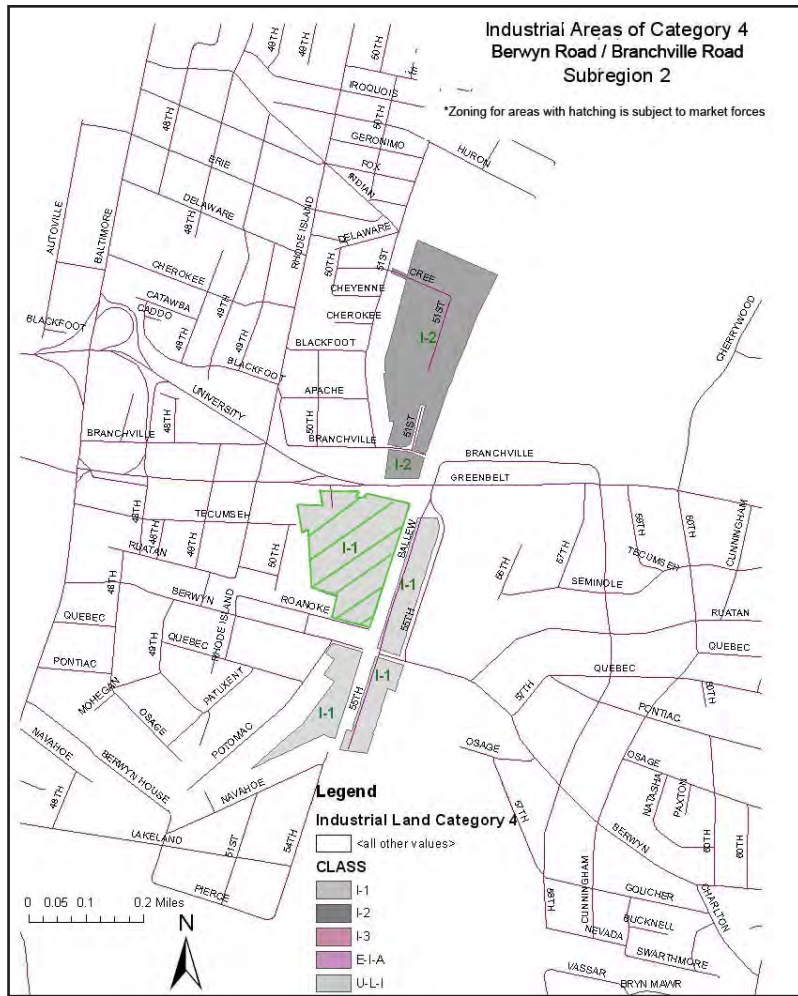 Industrial Areas of Category 4
Berwyn Road / Branchville Road
Subregion 2
*Zoning for areas with hatching is subject to market forces
49TH
49TH
50TH
IROQUOIS
50TH
48TH
GERONIMO
HURON
FOX
ERIE
INDIAN
DELAWARE
48TH
RHODE ISLAND
DELAWARE
AUTOVILLE
BALTIMORE
50TH
51ST
CREE
CHEROKEE
CHEYENNE
CATAWBA
CADDO
49TH
CHEROKEE
51ST
I-2
BLACKFOOT
48TH
49TH
BLACKFOOT
BLACKFOOT
CHERRYWOOD
UNIVERSITY
APACHE
48TH
50TH
51ST
BRANCHVILLE
BRANCHVILLE
BRANCHVILLE
I-2
GREENBELT
TECUMSEH
48TH
48TH
49TH
BALLEW
59TH
60TH
CUNNINGHAM
RUATAN
I-1
TECUMSEH
50TH
56TH
57TH
48TH
BERWYN
ROANOKE
I-1
SEMINOLE
QUEBEC
RHODE ISLAND
55TH
RUATAN
49TH
QUEBEC
QUEBEC
QUEBEC
PONTIAC
I-1
60TH
MOHEGAN
PATUXENT
57TH
PONTIAC
OSAGE
POTOMAC
I-1
55TH
NAVAHOE
OSAGE
OSAGE
BERWYN HOUSE
NAVAHOE
NATASHA
PAXTON
48TH
57TH
LAKELAND
51ST
54TH
BERWYN
60TH
60TH
PIERCE
CUNNINGHAM
GOUCHER
CHARLTON
58TH
BUCKNELL
NEVADA
SWARTHMORE
VASSAR
BRYN MAWR
Legend
Industrial Land Category 4
<all other values>
CLASS
I-1
I-2
I-3
E-I-A
U-L-I
0 0.05 0.1 0.2 Miles
N